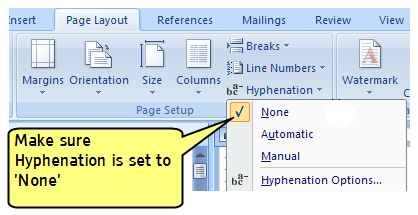 Insert Page Layout References Mailings Review View
Breaks
Line Numbers
Margins Orientation Size Columns Hyphenation Watermark
Page Setup
None
Automatic
Manual
Hyphenation Options...
Make sure
Hyphenation is set to
'None'